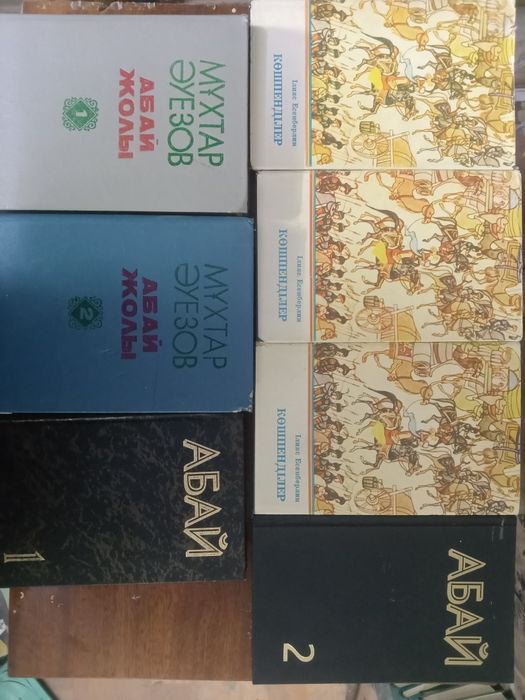 МҰХТАР
ӘУЕЗОВ
АБАЙ
ЖОЛЫ
1
МҰХТАР
ӘУЕЗОВ
АБАЙ
ЖОЛЫ
2
АБАЙ
1
Ілияс Есенберлин
КӨШПЕНДІЛЕР
Ілияс Есенберлин
КӨШПЕНДІЛЕР
Ілияс Есенберлин
КӨШПЕНДІЛЕР
АБАЙ
2